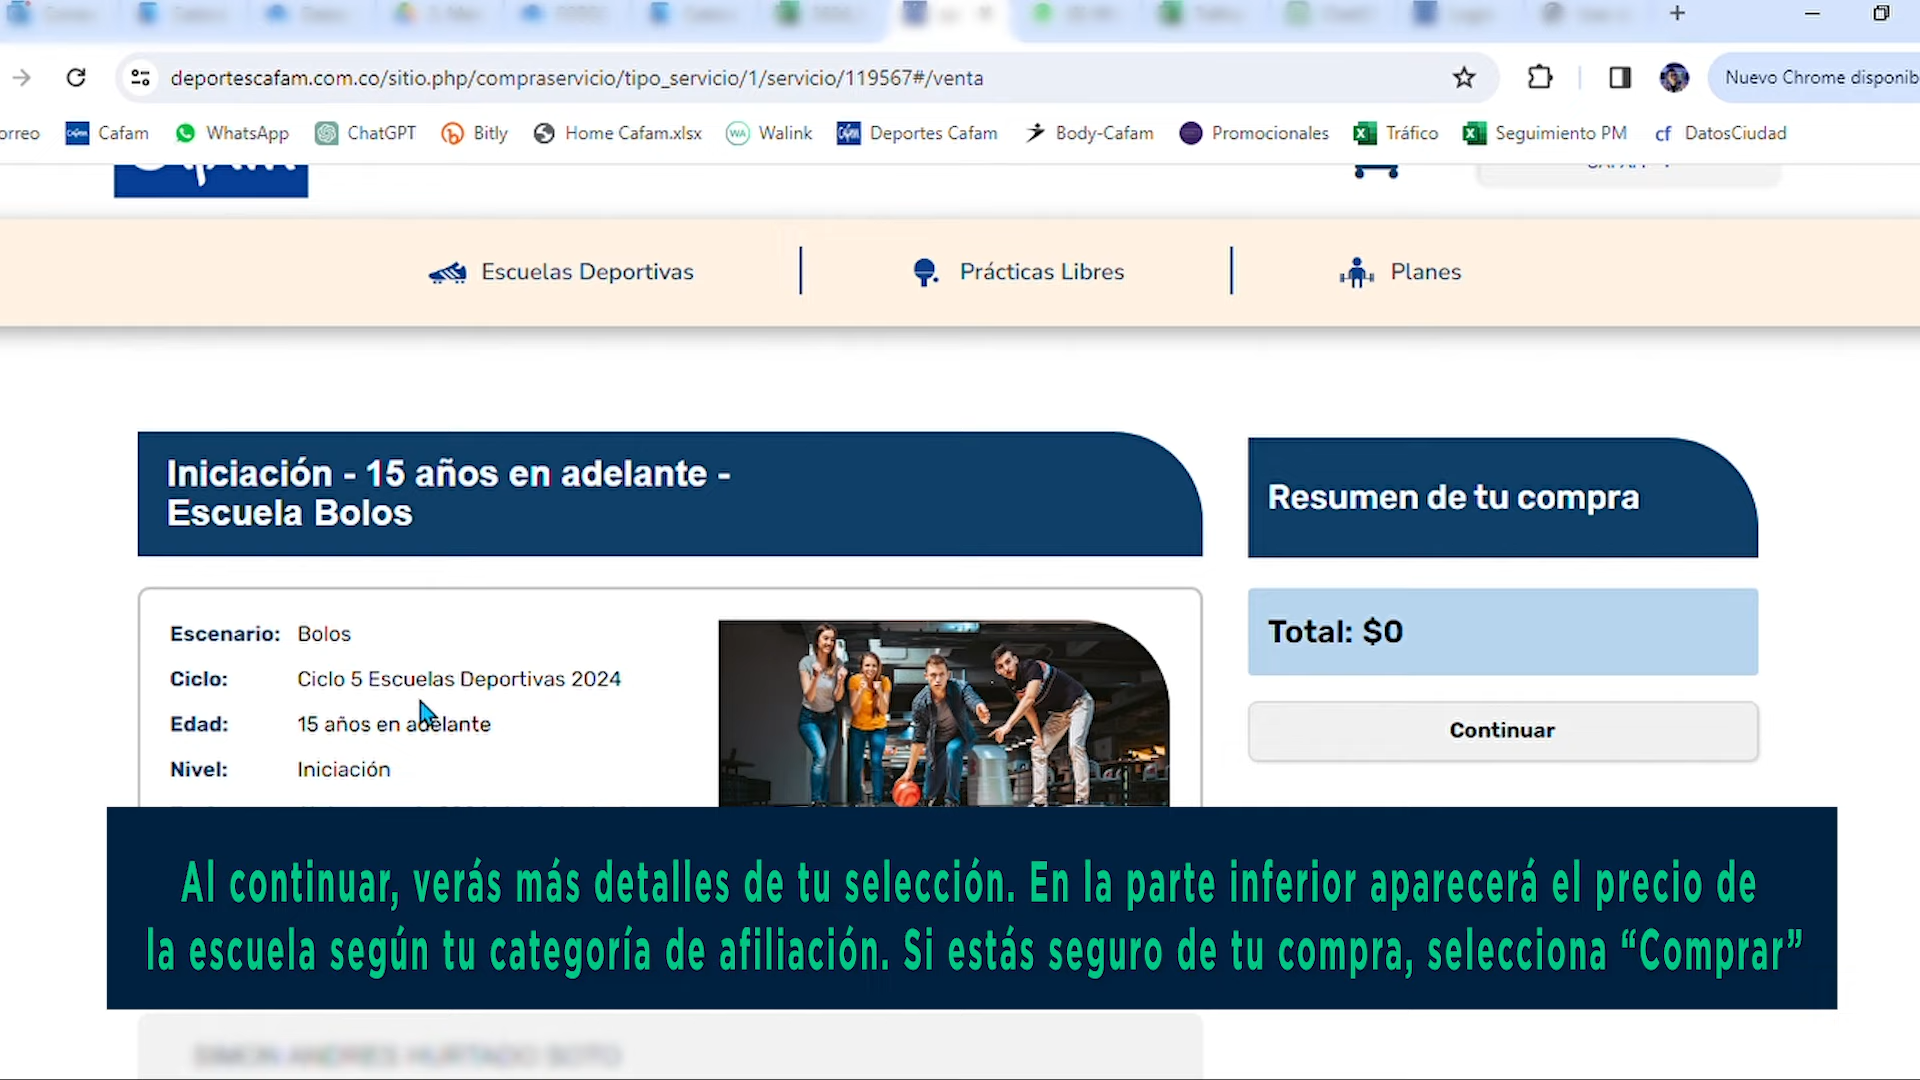 deportescafam.com.co/sitio.php/compraservicio/tipo_servicio/1/servicio/119567#/venta
Nuevo Chrome disponib
orreo Cafam WhatsApp ChatGPT Bitly Home Cafam.xlsx Walink Deportes Cafam Body-Cafam Promocionales Tráfico Seguimiento PM DatosCiudad
Escuelas Deportivas
Prácticas Libres
Planes
Iniciación - 15 años en adelante -
Escuela Bolos
Escenario: Bolos
Ciclo: Ciclo 5 Escuelas Deportivas 2024
Edad: 15 años en adelante
Nivel: Iniciación
Resumen de tu compra
Total: $0
Continuar
Al continuar, verás más detalles de tu selección. En la parte inferior aparecerá el precio de
la escuela según tu categoría de afiliación. Si estás seguro de tu compra, selecciona “Comprar”